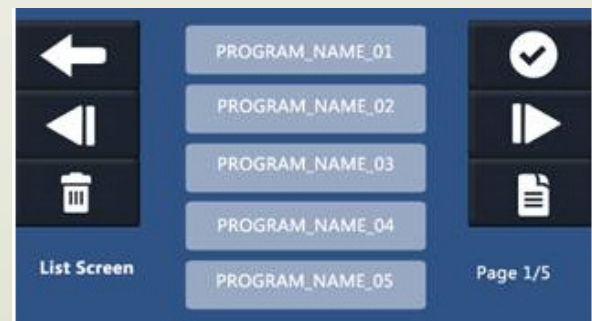 PROGRAM_NAME_01
PROGRAM_NAME_02
PROGRAM_NAME_03
PROGRAM_NAME_04
List Screen
Page 1/5
PROGRAM_NAME_05